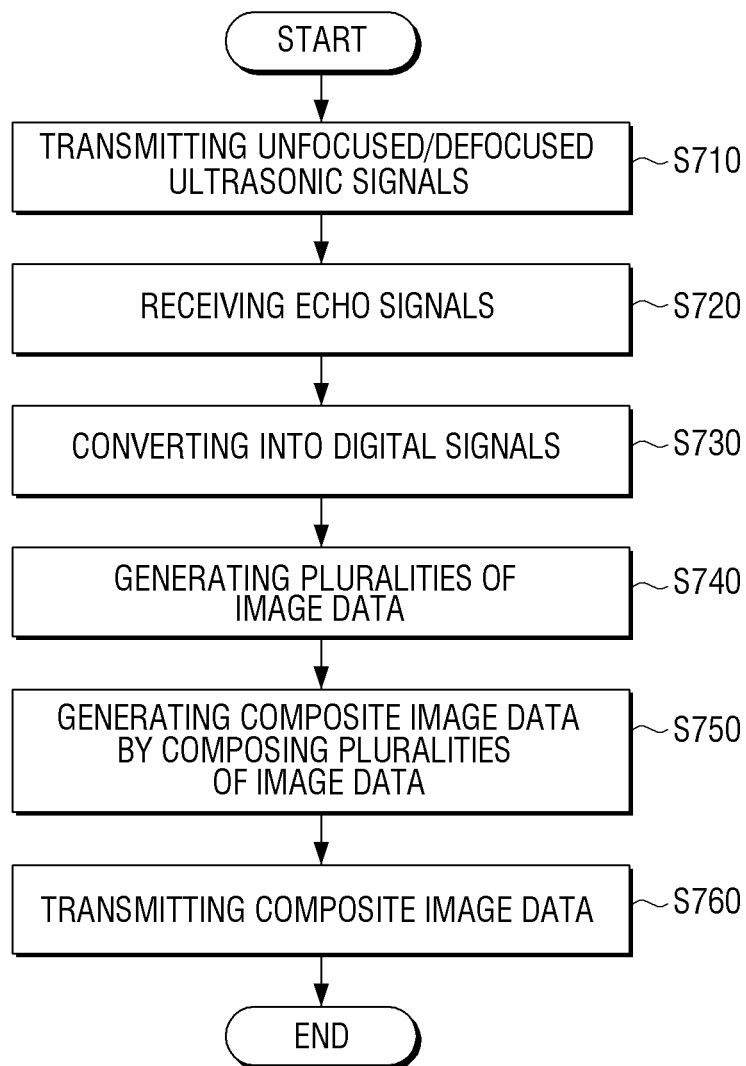 START
TRANSMITTING UNFOCUSED/DEFOCUSED
ULTRASONIC SIGNALS
S710
RECEIVING ECHO SIGNALS
S720
CONVERTING INTO DIGITAL SIGNALS
S730
GENERATING PLURALITIES OF
IMAGE DATA
S740
GENERATING COMPOSITE IMAGE DATA
BY COMPOSING PLURALITIES
OF IMAGE DATA
S750
TRANSMITTING COMPOSITE IMAGE DATA
S760
END